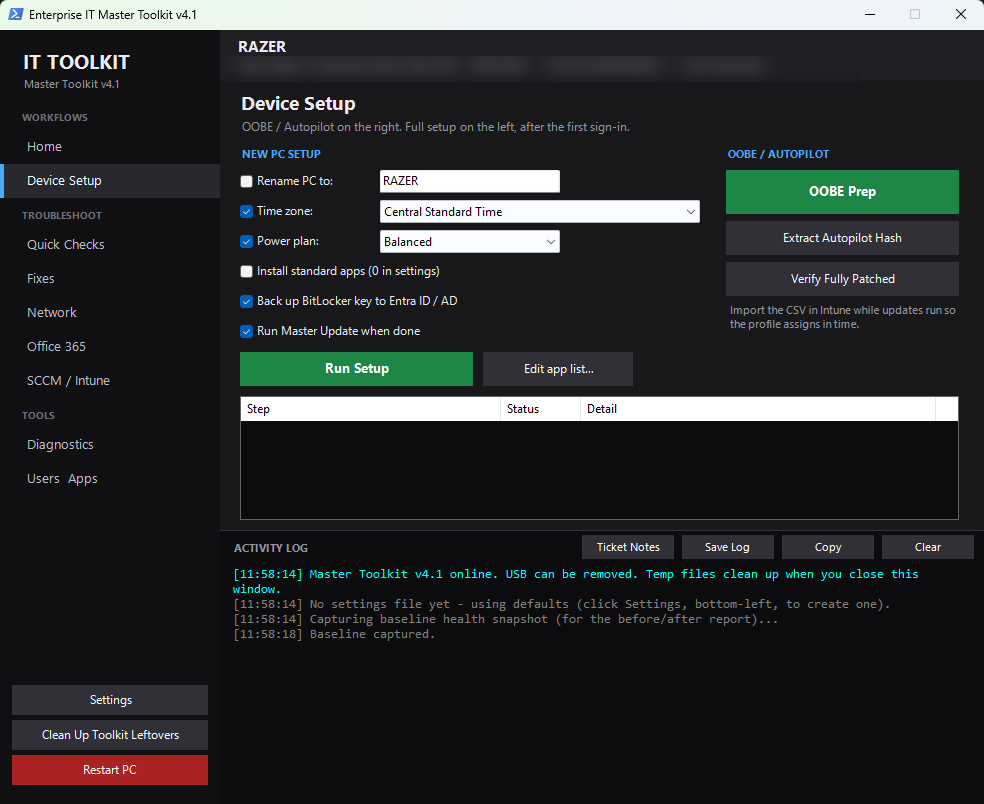 Enterprise IT Master Toolkit v4.1
IT TOOLKIT
Master Toolkit v4.1
WORKFLOWS
Home
Device Setup
TROUBLESHOOT
Quick Checks
Fixes
Network
Office 365
SCCM / Intune
TOOLS
Diagnostics
Users Apps
Settings
Clean Up Toolkit Leftovers
Restart PC
RAZER
Device Setup
OOBE / Autopilot on the right. Full setup on the left, after the first sign-in.
NEW PC SETUP
Rename PC to: RAZER
Time zone: Central Standard Time
Power plan: Balanced
Install standard apps (0 in settings)
Back up BitLocker key to Entra ID / AD
Run Master Update when done
Run Setup Edit app list...
OOBE / AUTOPILOT
OOBE Prep
Extract Autopilot Hash
Verify Fully Patched
Import the CSV in Intune while updates run so
the profile assigns in time.
Step Status Detail
ACTIVITY LOG Ticket Notes Save Log Copy Clear
[11:58:14] Master Toolkit v4.1 online. USB can be removed. Temp files clean up when you close this
window.
[11:58:14] No settings file yet - using defaults (click Settings, bottom-left, to create one).
[11:58:14] Capturing baseline health snapshot (for the before/after report)...
[11:58:18] Baseline captured.